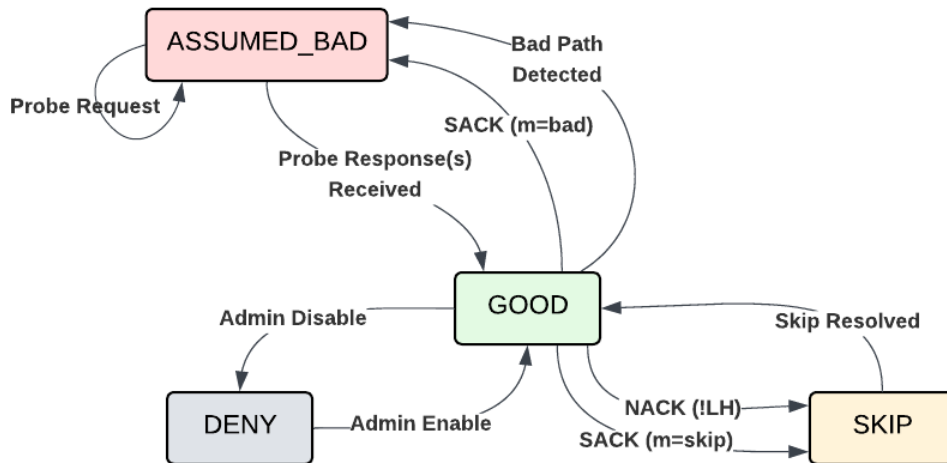 ASSUMED_BAD
Bad Path
Detected
Probe Request
SACK (m=bad)
Probe Response(s)
Received
GOOD
Admin Disable
Skip Resolved
DENY
Admin Enable
NACK (!LH)
SACK (m=skip)
SKIP